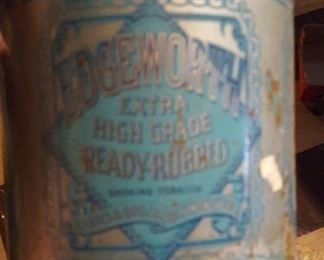 EDGEWORTH
EXTRA
HIGH GRADE
READY-RUBBED
SMOKING TOBACCO